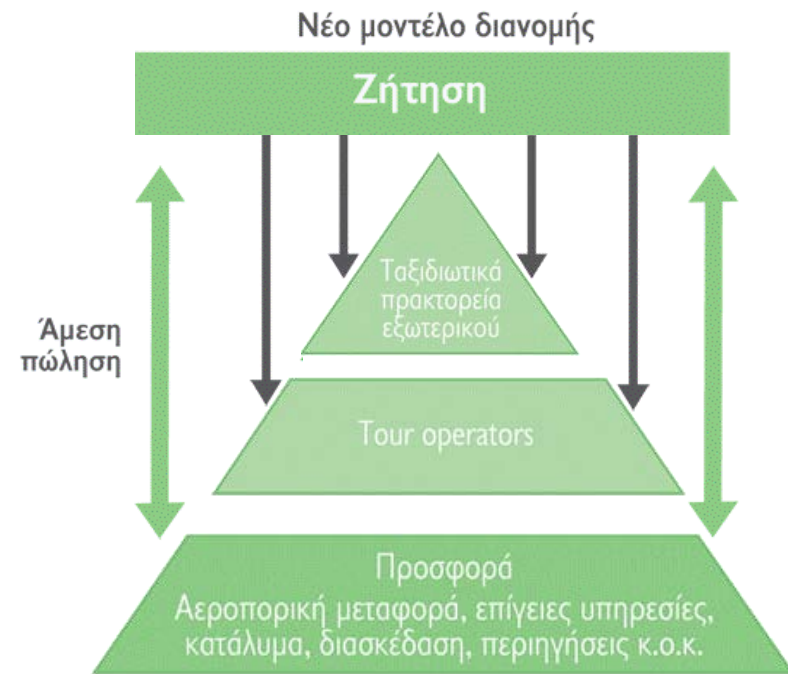 Νέο μοντέλο διανομής
Ζήτηση
Ταξιδιωτικά
πρακτορεία
εξωτερικού
Άμεση
πώληση
Tour operators
Προσφορά
Αεροπορική μεταφορά, επίγειες υπηρεσίες,
κατάλυμα, διασκέδαση, περιηγήσεις κ.ο.κ.